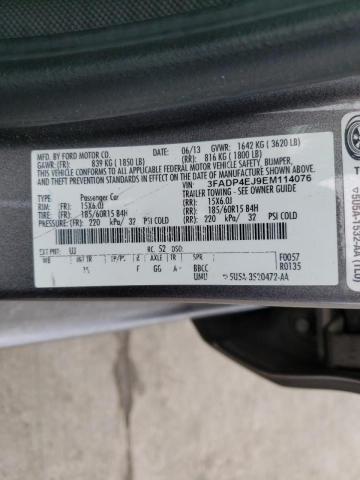 MFD. BY FORD MOTOR CO.
DATE: 06/13 GVWR: 1642 KG ( 3620 LB)
GAWR: (FR): 839 KG ( 1850 LB) (RR): 816 KG ( 1800 LB)
THIS VEHICLE CONFORMS TO ALL APPLICABLE
FEDERAL MOTOR VEHICLE SAFETY, BUMPER,
AND THEFT PREVENTION STANDARDS IN EFFECT ON THE DATE OF MANUFACTURE SHOWN ABOVE.
VIN: 3FADP4EJ9EM114076
TYPE: Passenger Car TRAILER TOWING - SEE OWNER GUIDE
RIM: (FR): 15X6.0J (RR): 15X6.0J
TIRE: (FR): 185/60R15 84H (RR): 185/60R15 84H
PRESSURE: (FR): 220 kPa/ 32 PSI COLD (RR): 220 kPa/ 32 PSI COLD
EXT PNT: UJ RC: 52 DSO: F0057
AXLE TR SPR R0135
F GG A BBCC
UMU